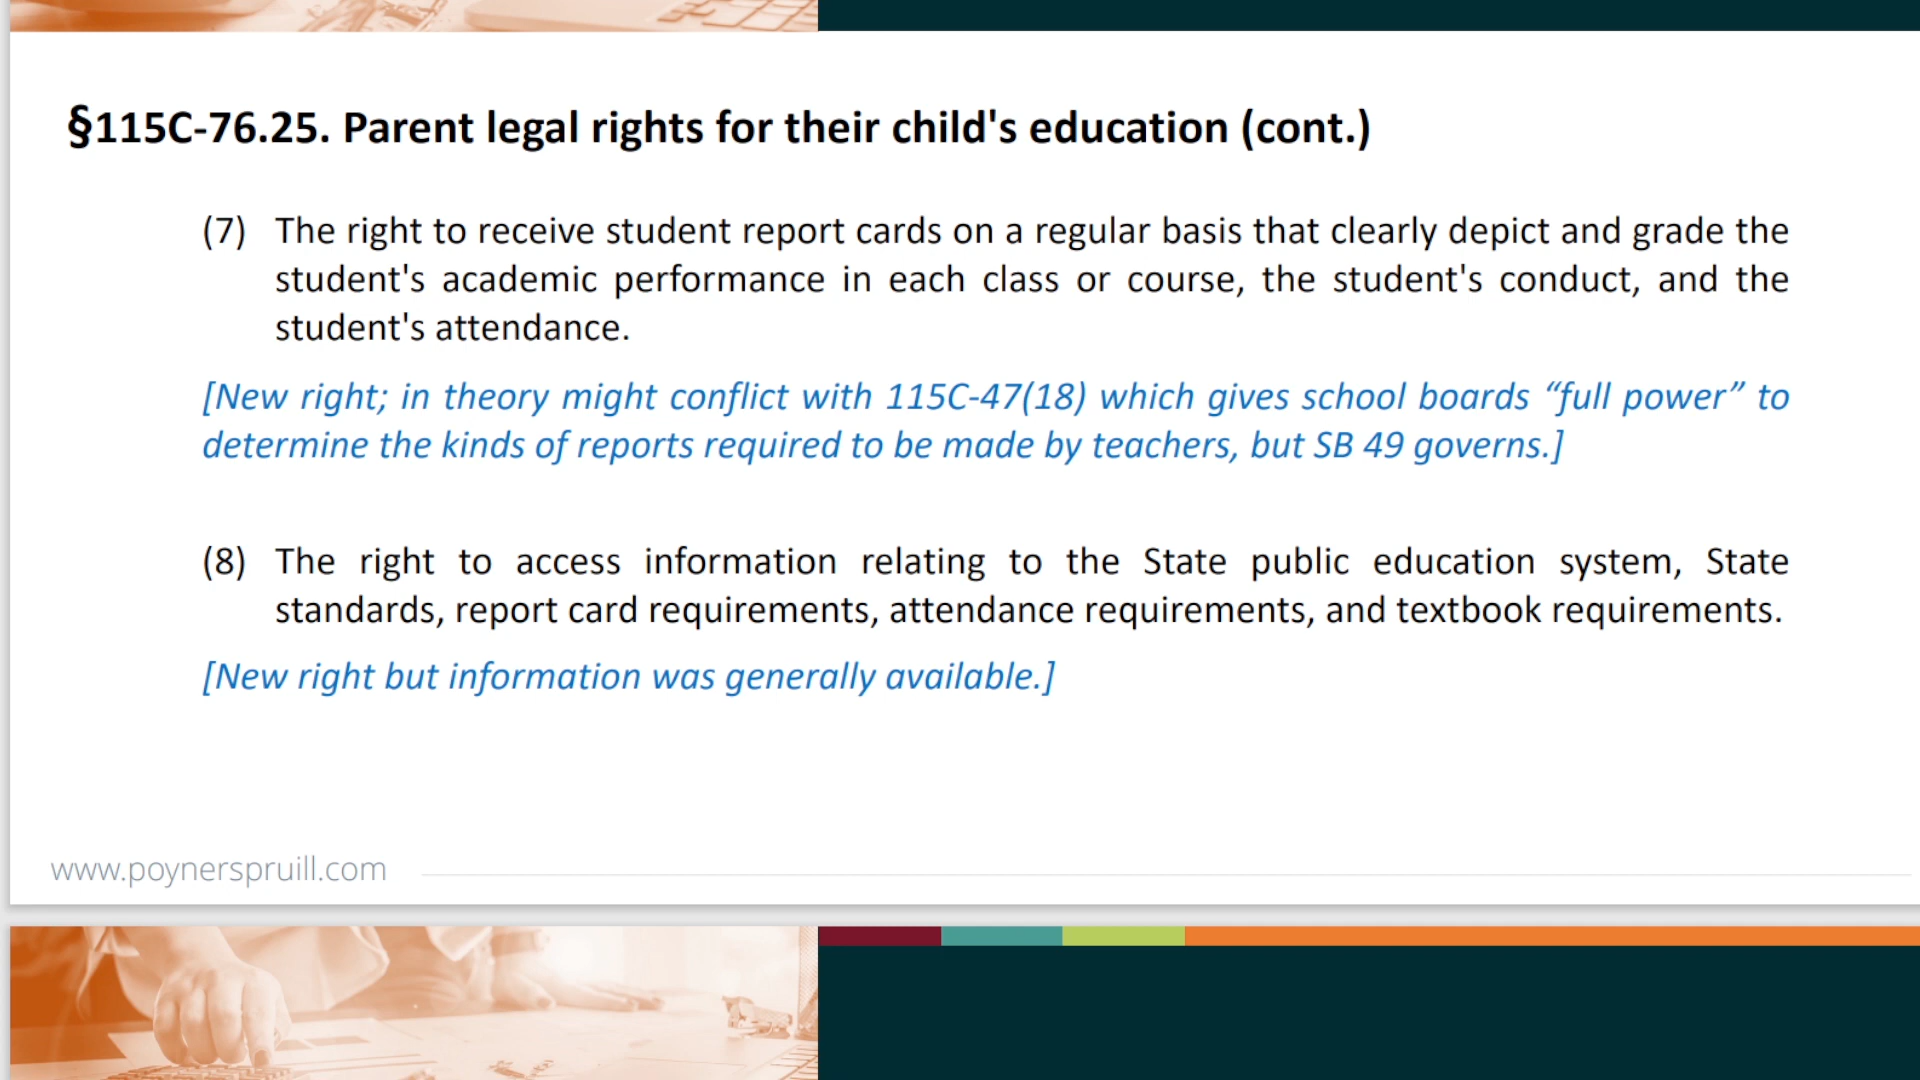 §115C-76.25. Parent legal rights for their child's education (cont.)
(7) The right to receive student report cards on a regular basis that clearly depict and grade the
student's academic performance in each class or course, the student's conduct, and the
student's attendance.
[New right; in theory might conflict with 115C-47(18) which gives school boards “full power” to
determine the kinds of reports required to be made by teachers, but SB 49 governs.]
(8) The right to access information relating to the State public education system, State
standards, report card requirements, attendance requirements, and textbook requirements.
[New right but information was generally available.]
www.poynerspruill.com